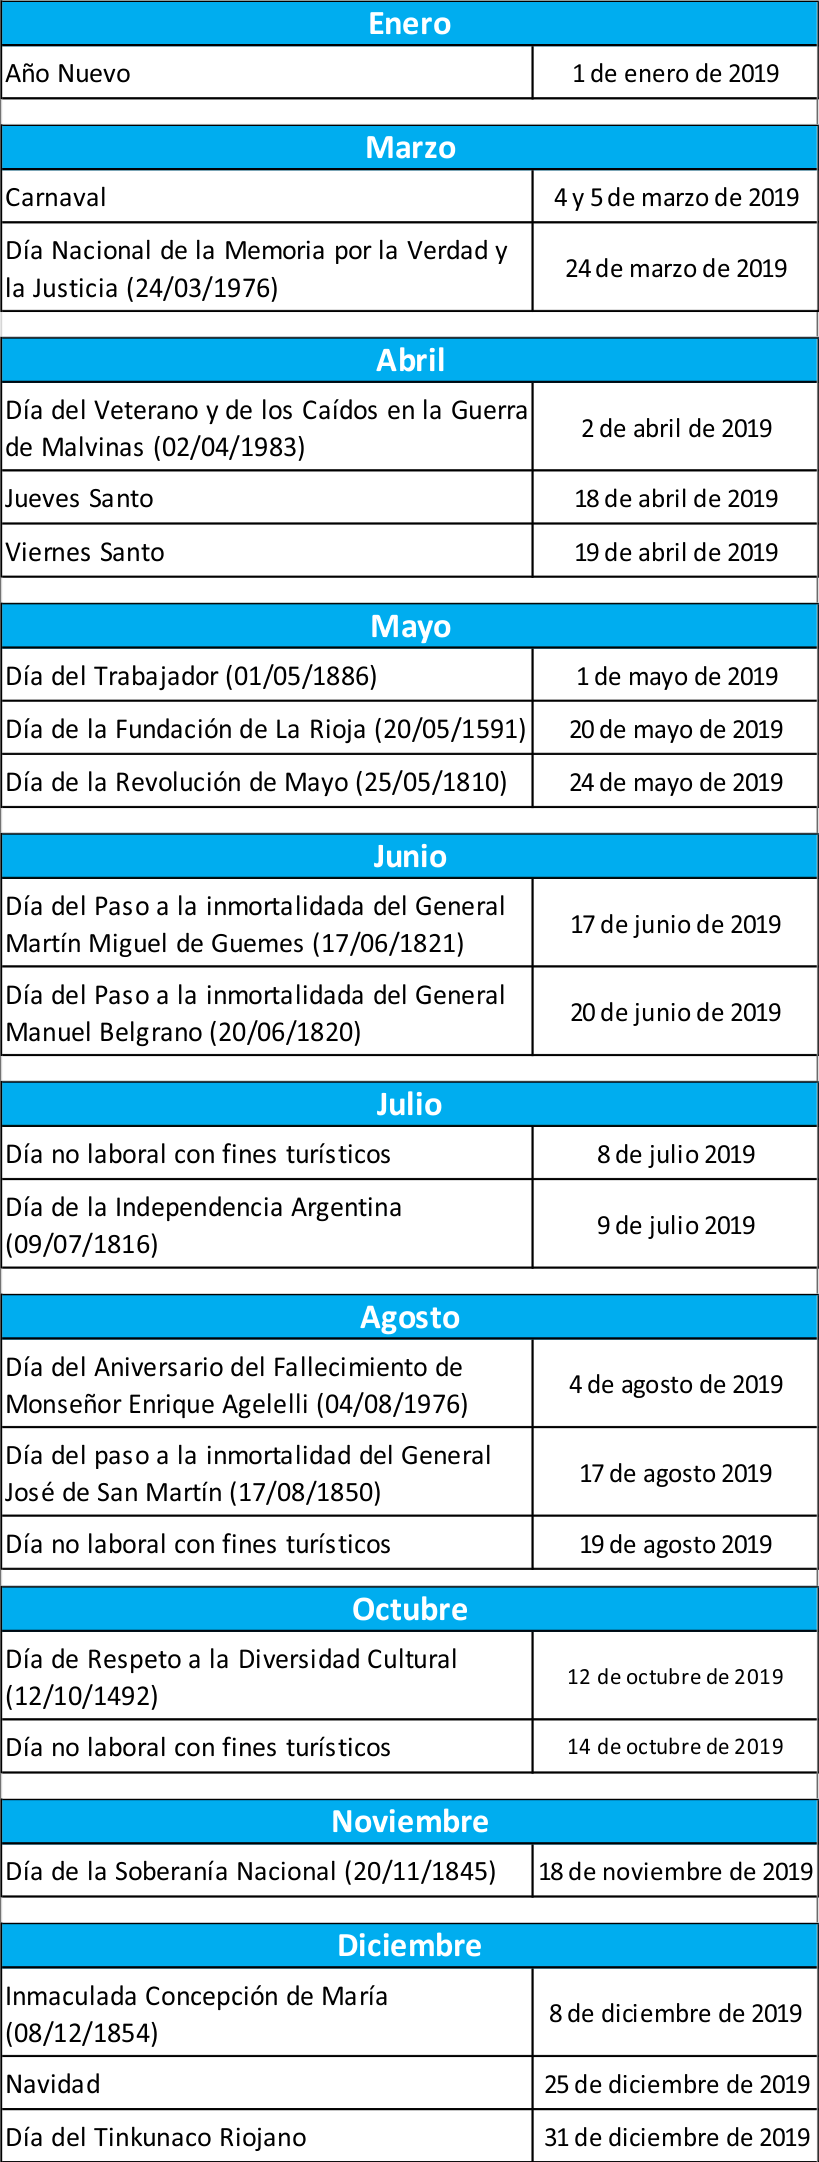 Enero
Año Nuevo 1 de enero de 2019
Marzo
Carnaval 4 y 5 de marzo de 2019
Día Nacional de la Memoria por la Verdad y
la Justicia (24/03/1976)
24 de marzo de 2019
Abril
Día del Veterano y de los Caídos en la Guerra
de Malvinas (02/04/1983)
2 de abril de 2019
Jueves Santo 18 de abril de 2019
Viernes Santo 19 de abril de 2019
Mayo
Día del Trabajador (01/05/1886) 1 de mayo de 2019
Día de la Fundación de La Rioja (20/05/1591) 20 de mayo de 2019
Día de la Revolución de Mayo (25/05/1810) 24 de mayo de 2019
Junio
Día del Paso a la inmortalidada del General
Martín Miguel de Guemes (17/06/1821)
17 de junio de 2019
Día del Paso a la inmortalidada del General
Manuel Belgrano (20/06/1820)
20 de junio de 2019
Julio
Día no laboral con fines turísticos 8 de julio 2019
Día de la Independencia Argentina
(09/07/1816)
9 de julio 2019
Agosto
Día del Aniversario del Fallecimiento de
Monseñor Enrique Agelelli (04/08/1976)
4 de agosto de 2019
Día del paso a la inmortalidad del General
José de San Martín (17/08/1850)
17 de agosto 2019
Día no laboral con fines turísticos 19 de agosto 2019
Octubre
Día de Respeto a la Diversidad Cultural
(12/10/1492)
12 de octubre de 2019
Día no laboral con fines turísticos 14 de octubre de 2019
Noviembre
Día de la Soberanía Nacional (20/11/1845) 18 de noviembre de 2019
Diciembre
Inmaculada Concepción de María
(08/12/1854)
8 de diciembre de 2019
Navidad 25 de diciembre de 2019
Día del Tinkunaco Riojano 31 de diciembre de 2019